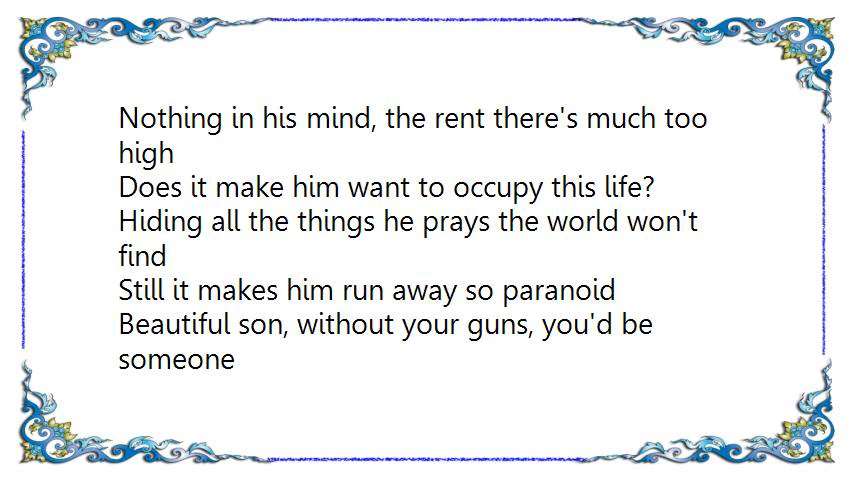 Nothing in his mind, the rent there's much too
high
Does it make him want to occupy this life?
Hiding all the things he prays the world won't
find
Still it makes him run away so paranoid
Beautiful son, without your guns, you'd be
someone